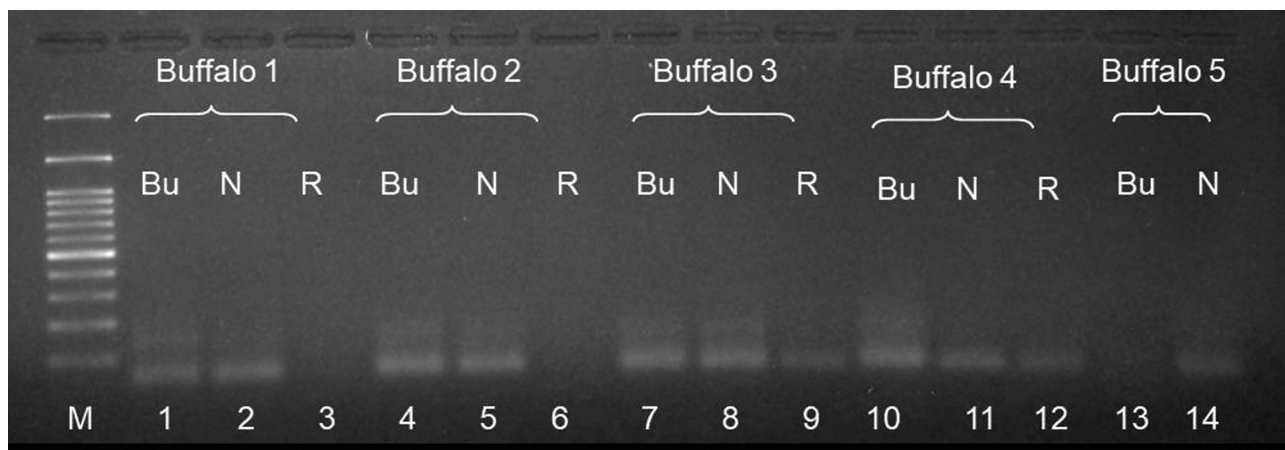 Buffalo 1 Buffalo 2 Buffalo 3 Buffalo 4 Buffalo 5
Bu N R Bu N R Bu N R Bu N R Bu N
M 1 2 3 4 5 6 7 8 9 10 11 12 13 14